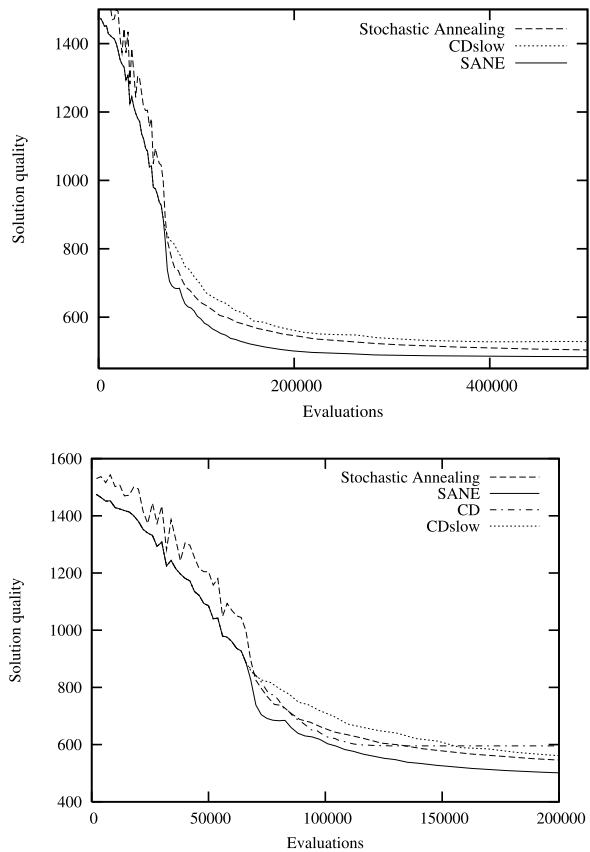 1400
1200
1000
800
600
Solution quality
Stochastic Annealing
CDslow
SANE
0
200000
400000
Evaluations
1600
1400
1200
1000
800
600
400
Solution quality
Stochastic Annealing
SANE
CD
CDslow
0
50000
100000
150000
200000
Evaluations